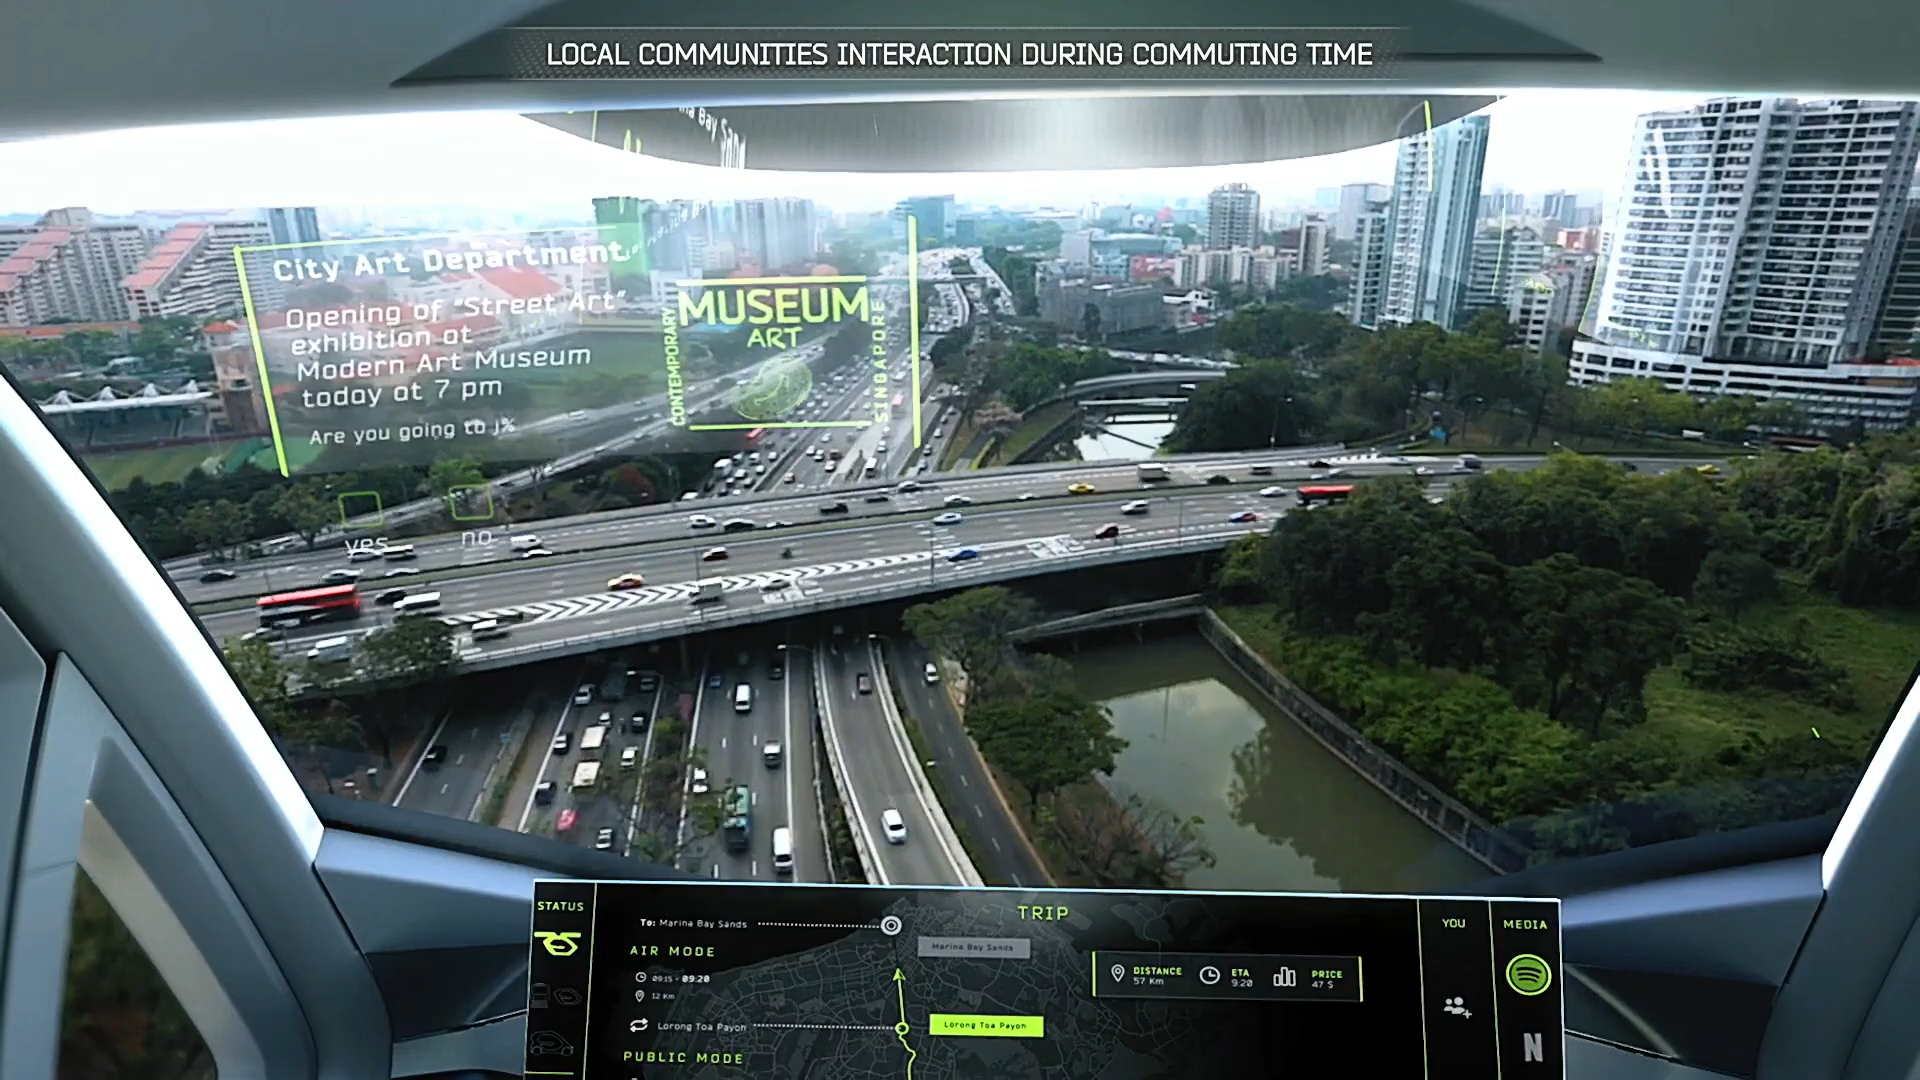 LOCAL COMMUNITIES INTERACTION DURING COMMUTING TIME
Bay Sands
City Art Department
Opening of "Street Art"
exhibition at
Modern Art Museum
today at 7 pm
Are you going to j%
yes
no
CONTEMPORARY
MUSEUM
ART
SINGAPORE
STATUS
TRIP
To: Marina Bay Sands
Marina Bay Sands
AIR MODE
09:15 - 09:20
12 Km
Lorong Toa Payoh
Lorong Toa Payoh
PUBLIC MODE
DISTANCE
57 Km
ETA
9:20
PRICE
47 S
YOU
MEDIA
N